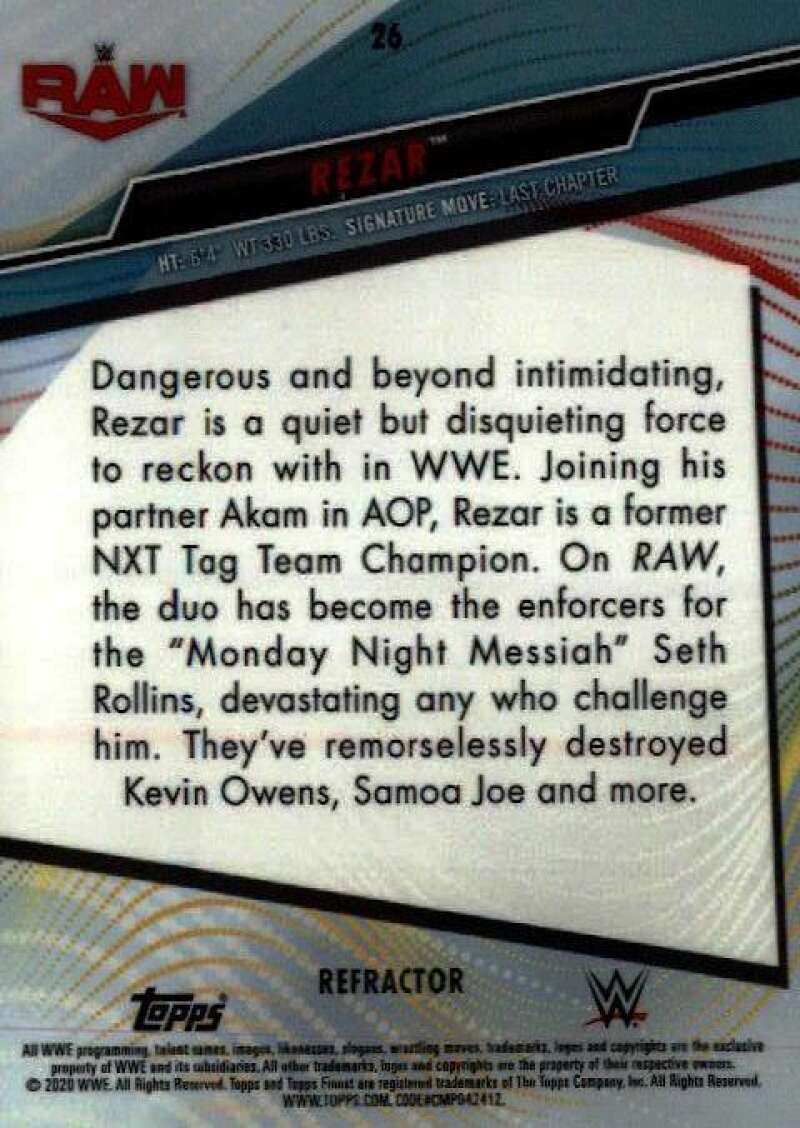 26
W
RAW
REZAR™
HT: 6'4" WT 330 LBS. SIGNATURE MOVE: LAST CHAPTER
Dangerous and beyond intimidating,
Rezar is a quiet but disquieting force
to reckon with in WWE. Joining his
partner Akam in AOP, Rezar is a former
NXT Tag Team Champion. On RAW,
the duo has become the enforcers for
the “Monday Night Messiah” Seth
Rollins, devastating any who challenge
him. They’ve remorselessly destroyed
Kevin Owens, Samoa Joe and more.
REFRACTOR
topps®
W
All WWE programming, talent names, images, likenesses, slogans, wrestling moves, trademarks, logos and copyrights are the exclusive
property of WWE and its subsidiaries. All other trademarks, logos and copyrights are the property of their respective owners.
© 2020 WWE. All Rights Reserved. Topps and Topps Finest are registered trademarks of The Topps Company, Inc. All Rights Reserved.
WWW.TOPPS.COM. CODE#CMP042412.